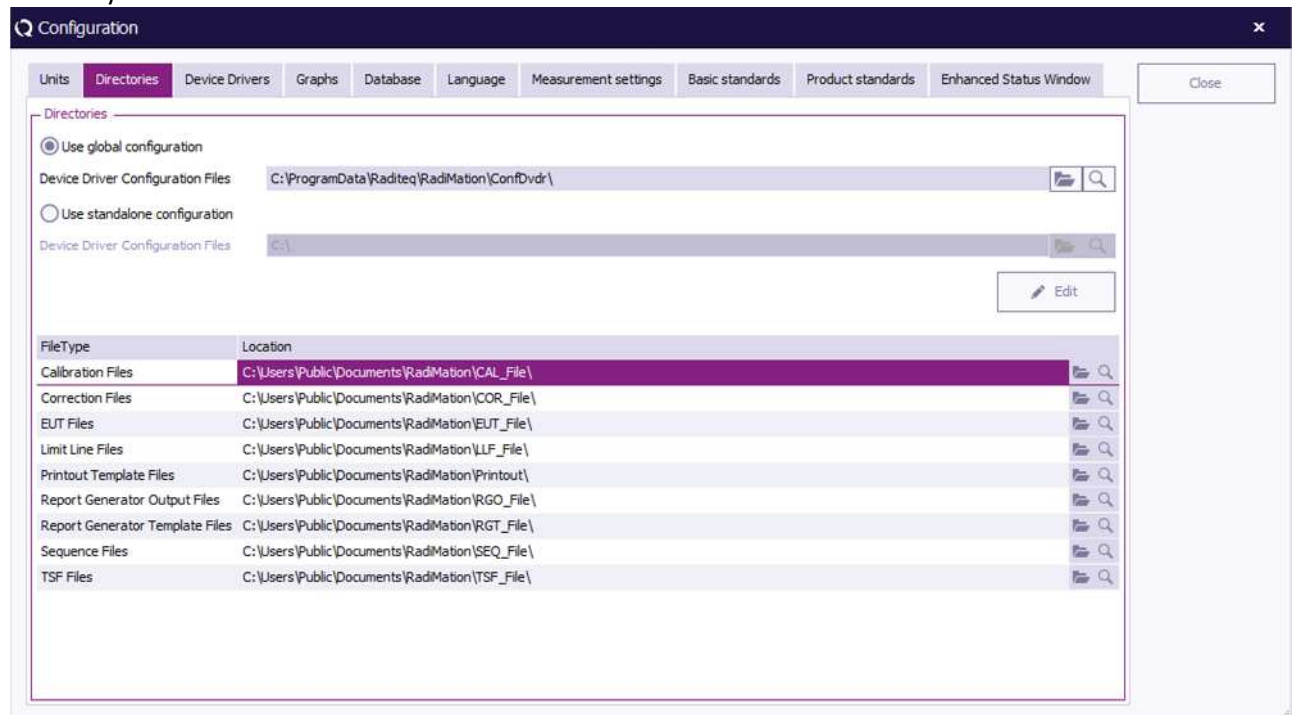 Configuration
Units Directories Device Drivers Graphs Database Language Measurement settings Basic standards Product standards Enhanced Status Window Close
Directories
Use global configuration
Device Driver Configuration Files C:\ProgramData\Raditeq\RadiMation\ConfDvdr\
Use standalone configuration
Device Driver Configuration Files C:\
Edit
FileType Location
Calibration Files C:\Users\Public\Documents\RadiMation\CAL_File\
Correction Files C:\Users\Public\Documents\RadiMation\COR_File\
EUT Files C:\Users\Public\Documents\RadiMation\EUT_File\
Limit Line Files C:\Users\Public\Documents\RadiMation\LLF_File\
Printout Template Files C:\Users\Public\Documents\RadiMation\Printout\
Report Generator Output Files C:\Users\Public\Documents\RadiMation\RGO_File\
Report Generator Template Files C:\Users\Public\Documents\RadiMation\RGT_File\
Sequence Files C:\Users\Public\Documents\RadiMation\SEQ_File\
TSF Files C:\Users\Public\Documents\RadiMation\TSF_File\